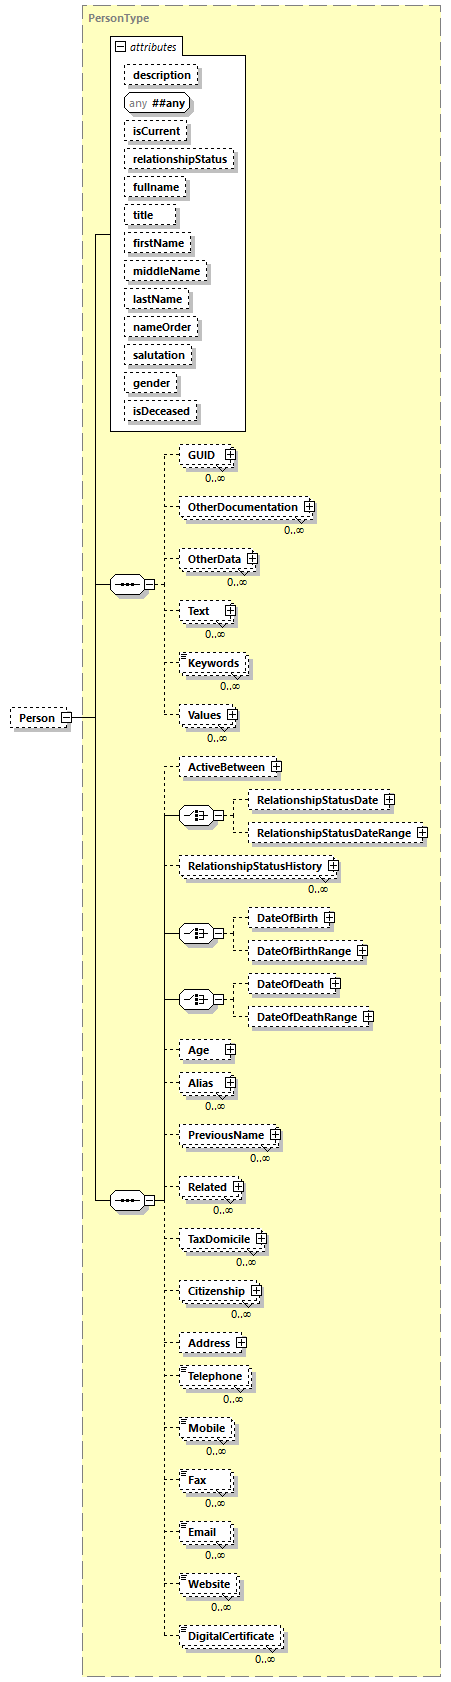 PersonType
attributes
description
any ##any
isCurrent
relationshipStatus
fullname
title
firstName
middleName
lastName
nameOrder
salutation
gender
isDeceased
GUID
0..∞
OtherDocumentation
0..∞
OtherData
0..∞
Text
0..∞
Keywords
0..∞
Values
0..∞
Person
ActiveBetween
RelationshipStatusDate
RelationshipStatusDateRange
RelationshipStatusHistory
0..∞
DateOfBirth
DateOfBirthRange
DateOfDeath
DateOfDeathRange
Age
Alias
0..∞
PreviousName
0..∞
Related
0..∞
TaxDomicile
0..∞
Citizenship
0..∞
Address
Telephone
0..∞
Mobile
0..∞
Fax
0..∞
Email
0..∞
Website
0..∞
DigitalCertificate
0..∞